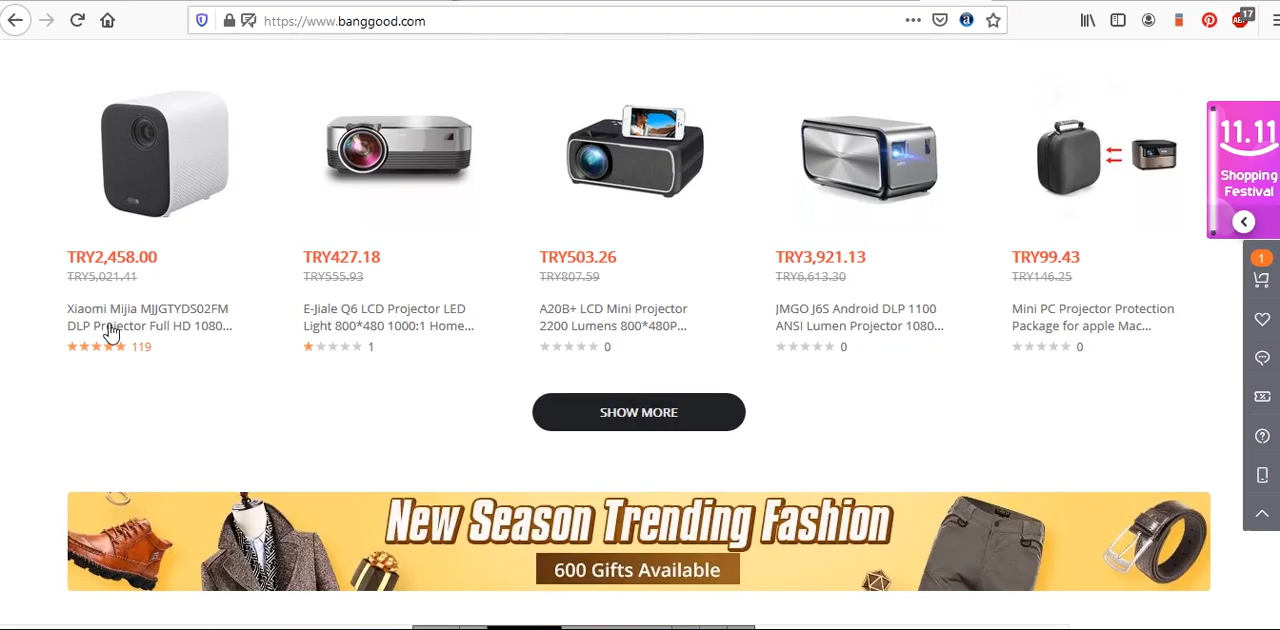 https://www.banggood.com
17
11.11
Shopping
Festival
TRY2,458.00
TRY5,021.41
Xiaomi Mijia MJJGTYDS02FM
DLP Projector Full HD 1080...
119
TRY427.18
TRY555.93
E-Jiale Q6 LCD Projector LED
Light 800*480 1000:1 Home...
1
TRY503.26
TRY807.59
A20B+ LCD Mini Projector
2200 Lumens 800*480P...
0
TRY3,921.13
TRY6,613.30
JMGO J6S Android DLP 1100
ANSI Lumen Projector 1080...
0
TRY99.43
TRY146.25
Mini PC Projector Protection
Package for apple Mac...
0
1
SHOW MORE
New Season Trending Fashion
600 Gifts Available